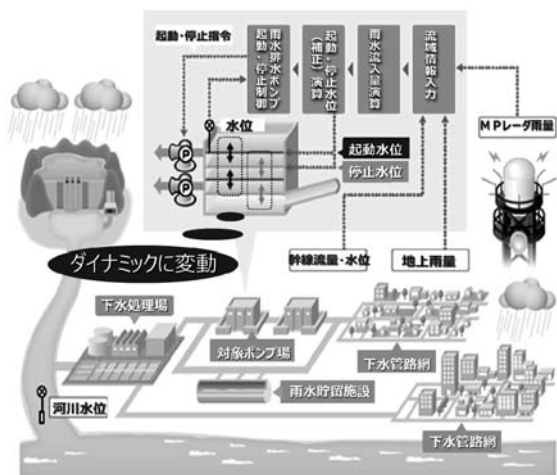 起動・停止指令
雨水排水ポンプ
起動・停止制御
起動・停止水位
(補正)演算
雨水流入量演算
流域情報入力
MPレーダ雨量
水位
P
P
起動水位
停止水位
幹線流量・水位
地上雨量
ダイナミックに変動
下水処理場
対象ポンプ場
下水管路網
雨水貯留施設
河川水位
下水管路網